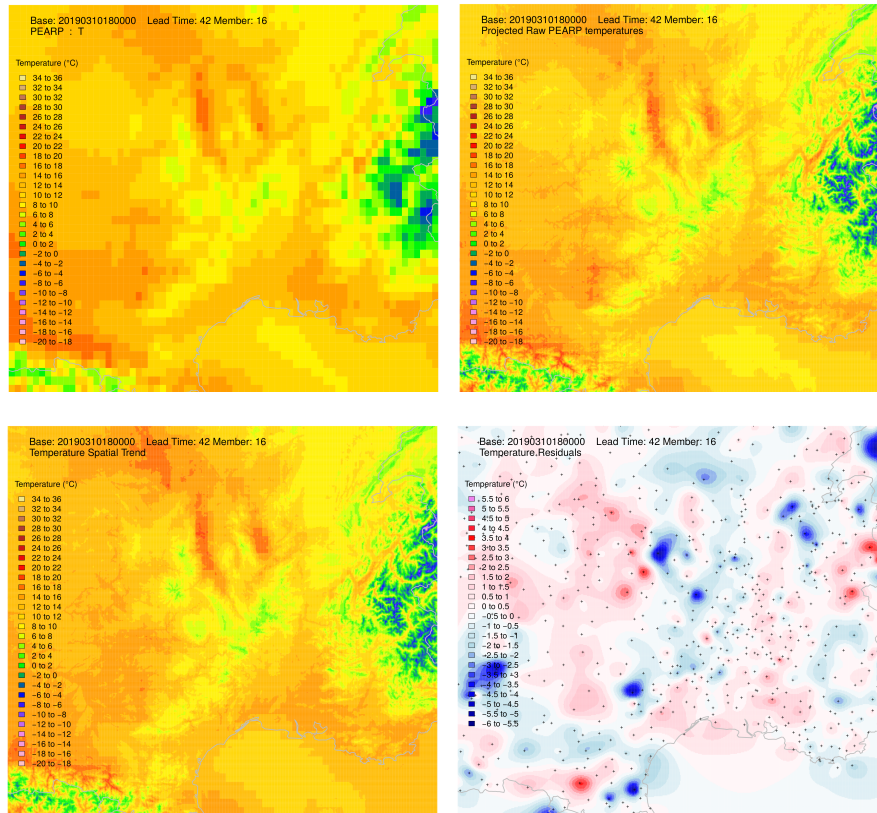 Base: 20190310180000 Lead Time: 42 Member: 16
PEARP : T
Temperature (°C)
34 to 36
32 to 34
30 to 32
28 to 30
26 to 28
24 to 26
22 to 24
20 to 22
18 to 20
16 to 18
14 to 16
12 to 14
10 to 12
8 to 10
6 to 8
4 to 6
2 to 4
0 to 2
−2 to 0
−4 to −2
−6 to −4
−8 to −6
−10 to −8
−12 to −10
−14 to −12
−16 to −14
−18 to −16
−20 to −18
Base: 20190310180000 Lead Time: 42 Member: 16
Projected Raw PEARP temperatures
Temperature (°C)
34 to 36
32 to 34
30 to 32
28 to 30
26 to 28
24 to 26
22 to 24
20 to 22
18 to 20
16 to 18
14 to 16
12 to 14
10 to 12
8 to 10
6 to 8
4 to 6
2 to 4
0 to 2
−2 to 0
−4 to −2
−6 to −4
−8 to −6
−10 to −8
−12 to −10
−14 to −12
−16 to −14
−18 to −16
−20 to −18
Base: 20190310180000 Lead Time: 42 Member: 16
Temperature Spatial Trend
Temperature (°C)
34 to 36
32 to 34
30 to 32
28 to 30
26 to 28
24 to 26
22 to 24
20 to 22
18 to 20
16 to 18
14 to 16
12 to 14
10 to 12
8 to 10
6 to 8
4 to 6
2 to 4
0 to 2
−2 to 0
−4 to −2
−6 to −4
−8 to −6
−10 to −8
−12 to −10
−14 to −12
−16 to −14
−18 to −16
−20 to −18
Base: 20190310180000 Lead Time: 42 Member: 16
Temperature Residuals
Temperature (°C)
5.5 to 6
5 to 5.5
4.5 to 5
4 to 4.5
3.5 to 4
3 to 3.5
2.5 to 3
2 to 2.5
1.5 to 2
1 to 1.5
0.5 to 1
0 to 0.5
−0.5 to 0
−1 to −0.5
−1.5 to −1
−2 to −1.5
−2.5 to −2
−3 to −2.5
−3.5 to −3
−4 to −3.5
−4.5 to −4
−5 to −4.5
−5.5 to −5
−6 to −5.5